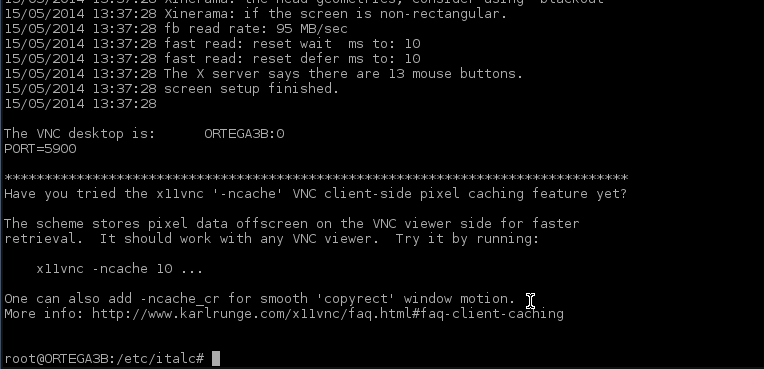 15/05/2014 13:37:28 Xinerama: the head geometries, consider using 'blackout'
15/05/2014 13:37:28 Xinerama: if the screen is non-rectangular.
15/05/2014 13:37:28 fb read rate: 95 MB/sec
15/05/2014 13:37:28 fast read: reset wait  ms to: 10
15/05/2014 13:37:28 fast read: reset defer ms to: 10
15/05/2014 13:37:28 The X server says there are 13 mouse buttons.
15/05/2014 13:37:28 screen setup finished.
15/05/2014 13:37:28
The VNC desktop is:      ORTEGA3B:0
PORT=5900
******************************************************************************
Have you tried the x11vnc '-ncache' VNC client-side pixel caching feature yet?
The scheme stores pixel data offscreen on the VNC viewer side for faster
retrieval.  It should work with any VNC viewer.  Try it by running:
x11vnc -ncache 10 ...
One can also add -ncache_cr for smooth 'copyrect' window motion.
More info: http://www.karlrunge.com/x11vnc/faq.html#faq-client-caching
root@ORTEGA3B:/etc/italc#